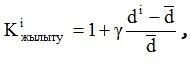 K^i_жылыту = 1 + γ (d^i − d̅) / d̅ ,